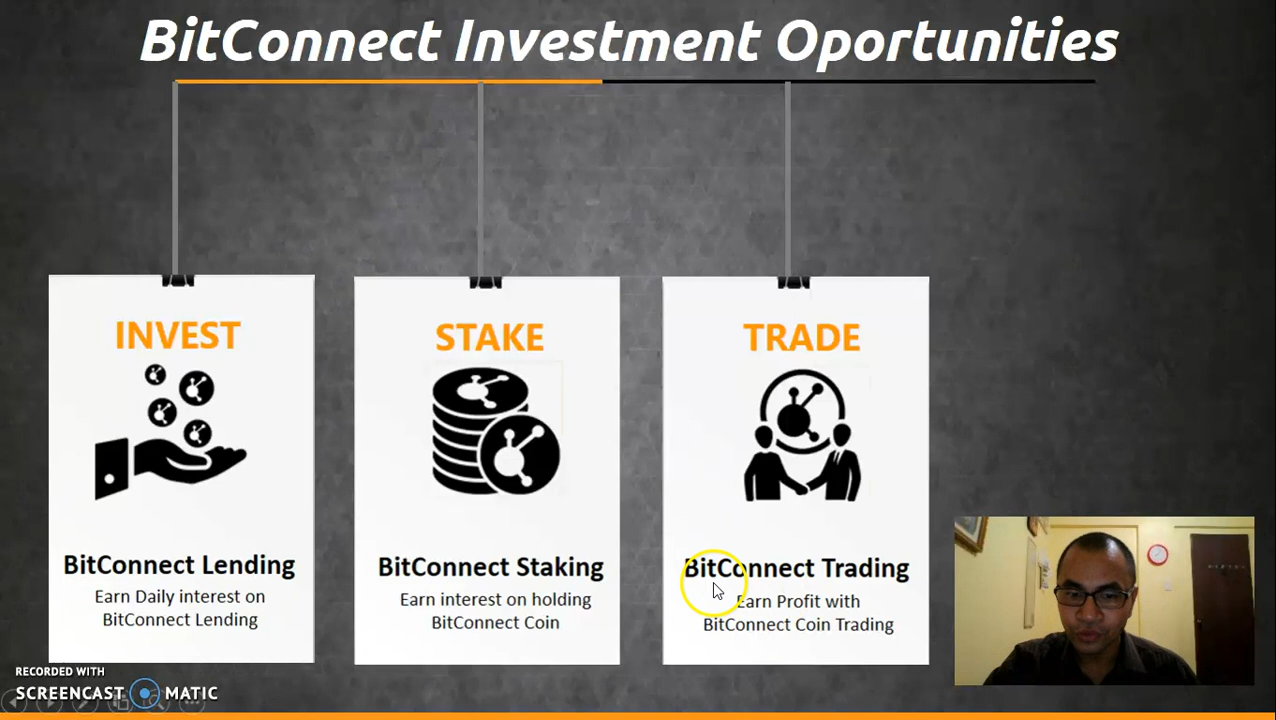 BitConnect Investment Oportunities
INVEST
BitConnect Lending
Earn Daily interest on
BitConnect Lending
STAKE
BitConnect Staking
Earn interest on holding
BitConnect Coin
TRADE
BitConnect Trading
Earn Profit with
BitConnect Coin Trading
RECORDED WITH
SCREENCAST MATIC